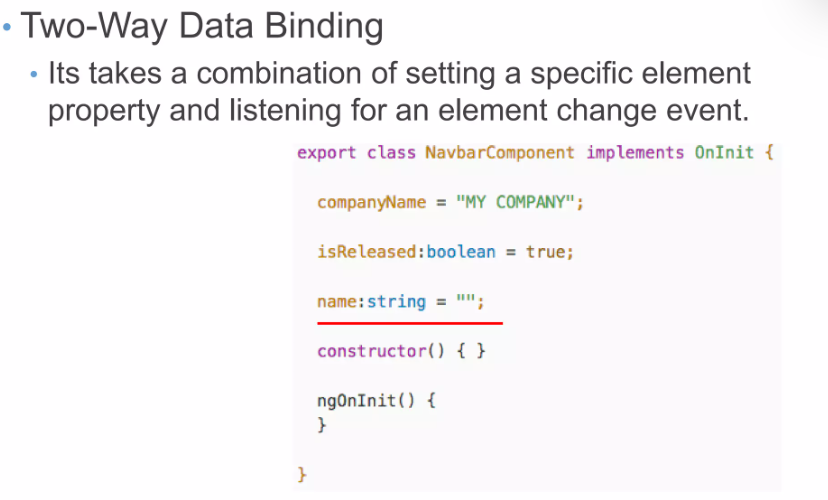 • Two-Way Data Binding
• Its takes a combination of setting a specific element
property and listening for an element change event.
export class NavbarComponent implements OnInit {
companyName = "MY COMPANY";
isReleased:boolean = true;
name:string = "";
constructor() { }
ngOnInit() {
}
}